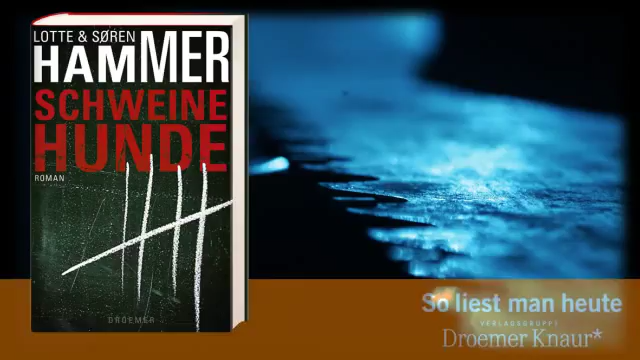 LOTTE & SØREN
HAMMER
SCHWEINE
HUNDE
ROMAN
DROEMER
So liest man heute
VERLAGSGRUPPE
Droemer Knaur*